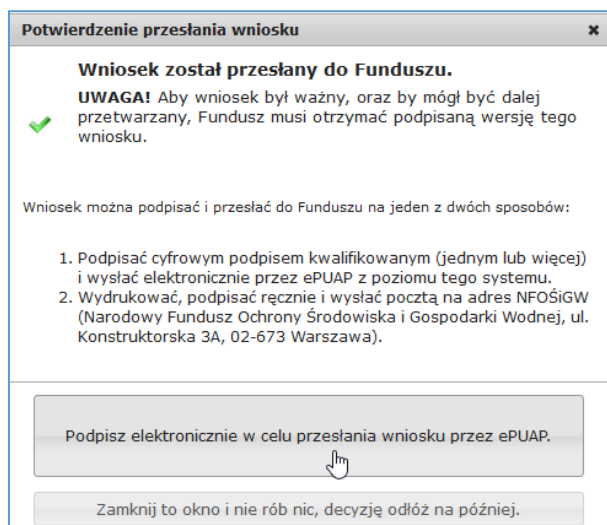 Potwierdzenie przesłania wniosku
Wniosek został przesłany do Funduszu.
UWAGA! Aby wniosek był ważny, oraz by mógł być dalej
przetwarzany, Fundusz musi otrzymać podpisaną wersję tego
wniosku.
Wniosek można podpisać i przesłać do Funduszu na jeden z dwóch sposobów:
1. Podpisać cyfrowym podpisem kwalifikowanym (jednym lub więcej)
i wysłać elektronicznie przez ePUAP z poziomu tego systemu.
2. Wydrukować, podpisać ręcznie i wysłać pocztą na adres NFOŚiGW
(Narodowy Fundusz Ochrony Środowiska i Gospodarki Wodnej, ul.
Konstruktorska 3A, 02-673 Warszawa).
Podpisz elektronicznie w celu przesłania wniosku przez ePUAP.
Zamknij to okno i nie rób nic, decyzję odłóż na później.